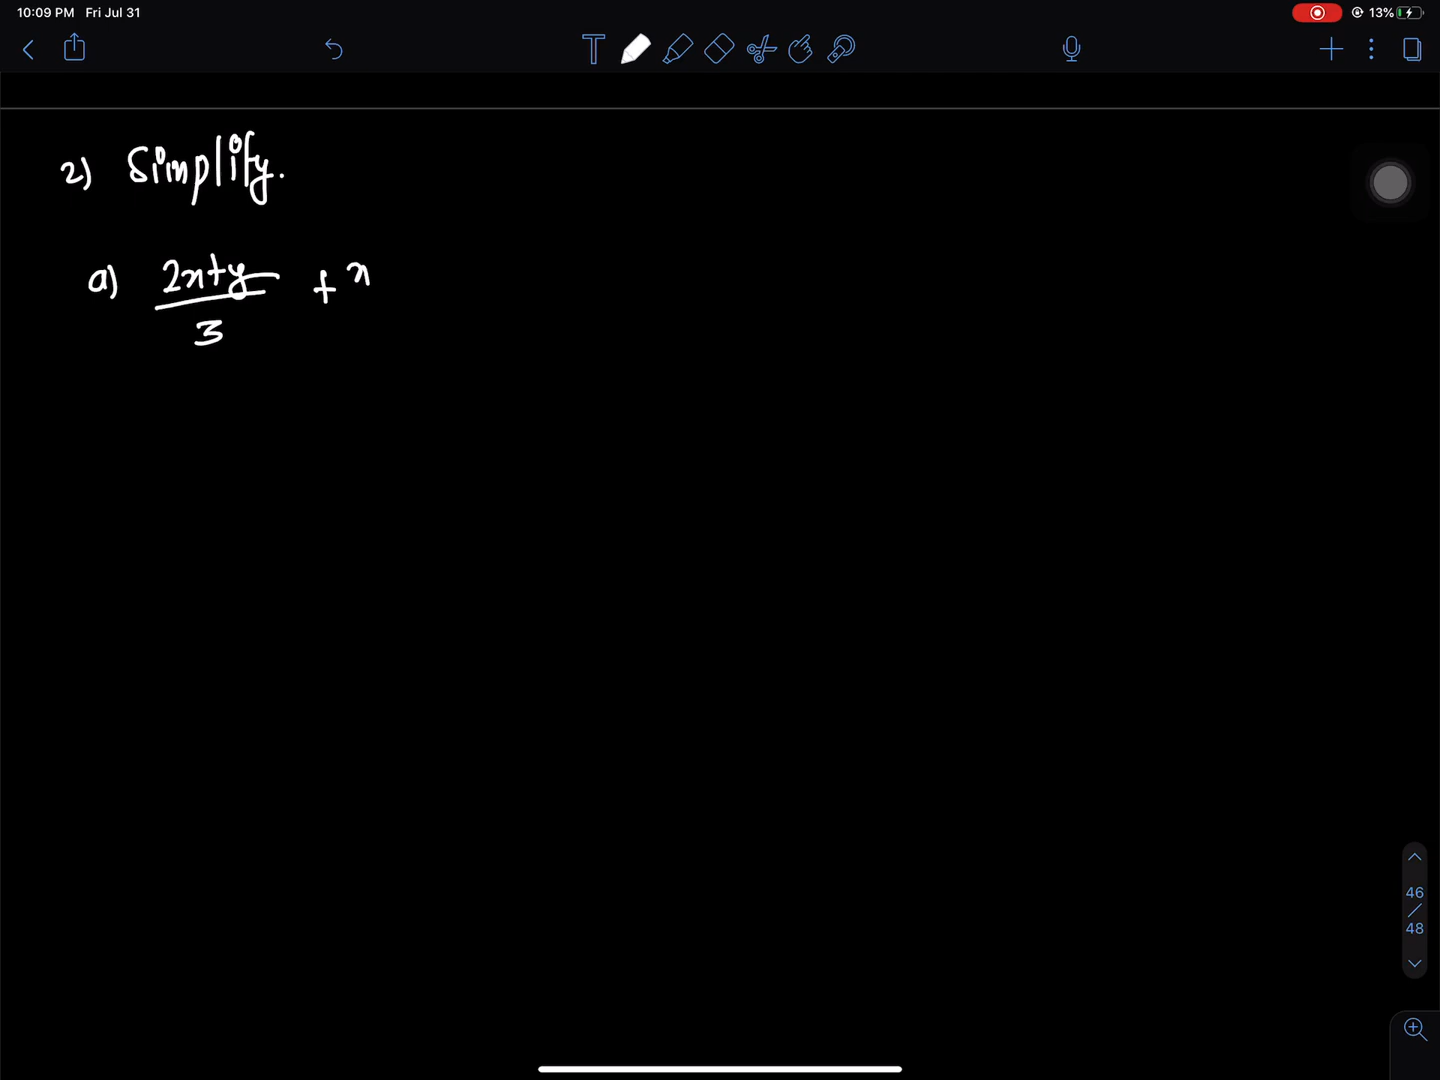 10:09 PM Fri Jul 31 13%
2) Simplify.
a) (2x+y)/3 + x
46
/
48